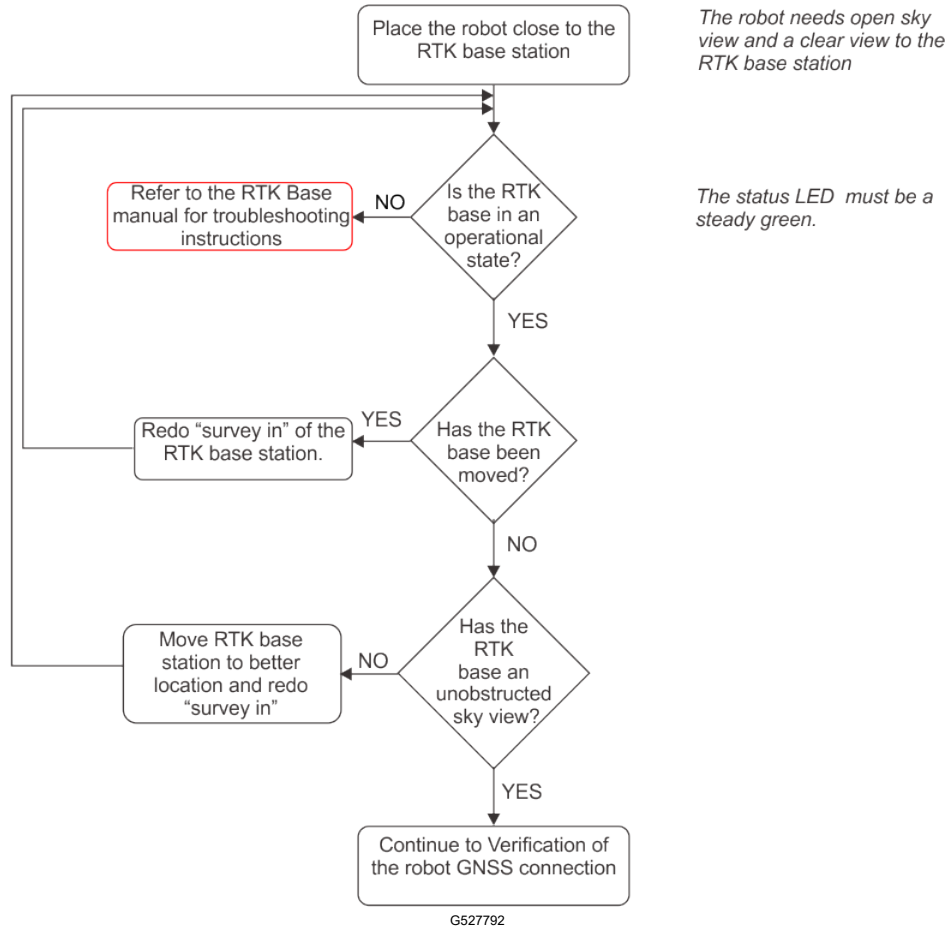 Place the robot close to the
RTK base station
The robot needs open sky
view and a clear view to the
RTK base station
Is the RTK
base in an
operational
state?
NO
Refer to the RTK Base
manual for troubleshooting
instructions
The status LED must be a
steady green.
YES
Has the RTK
base been
moved?
YES
Redo “survey in” of the
RTK base station.
NO
Has the
RTK
base an
unobstructed
sky view?
NO
Move RTK base
station to better
location and redo
“survey in”
YES
Continue to Verification of
the robot GNSS connection
G527792